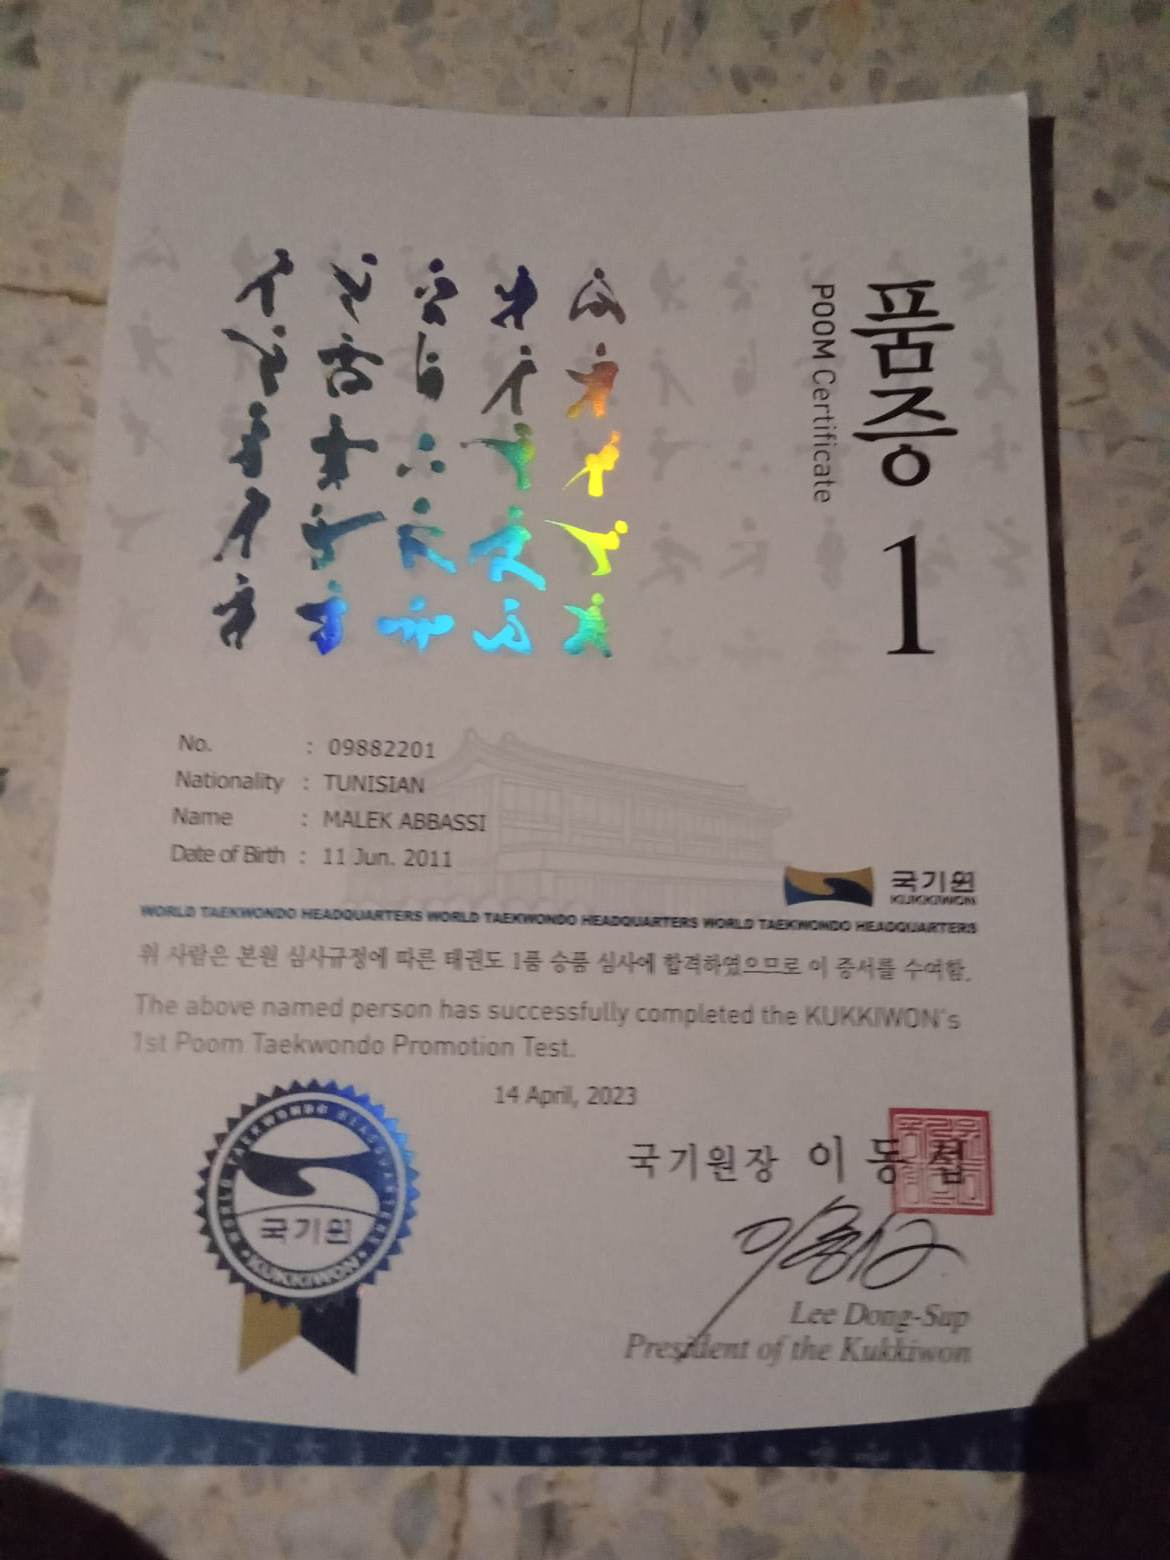 품증 1
POOM Certificate
No. : 09882201
Nationality : TUNISIAN
Name : MALEK ABBASSI
Date of Birth : 11 Jun. 2011
국기원
KUKKIWON
WORLD TAEKWONDO HEADQUARTERS WORLD TAEKWONDO HEADQUARTERS WORLD TAEKWONDO HEADQUARTERS
위 사람은 본원 심사규정에 따른 태권도 1품 승품 심사에 합격하였으므로 이 증서를 수여함.
The above named person has successfully completed the KUKKIWON's
1st Poom Taekwondo Promotion Test.
14 April, 2023
WORLD TAEKWONDO HEADQUARTERS
국기원
KUKKIWON
국기원장 이동섭
Lee Dong-Sup
President of the Kukkiwon